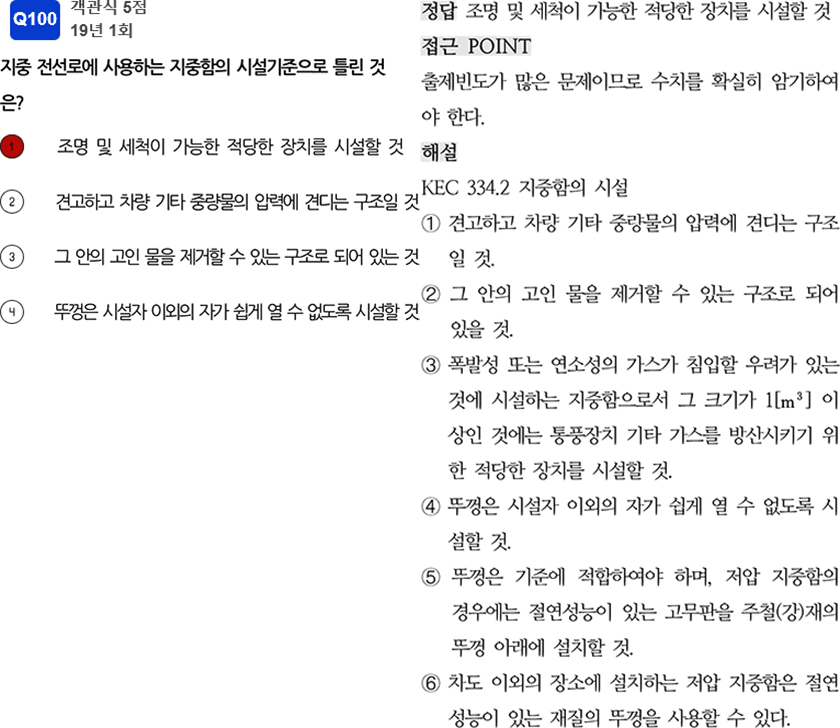 Q100
객관식 5점
19년 1회
지중 전선로에 사용하는 지중함의 시설기준으로 틀린 것
은?
1 조명 및 세척이 가능한 적당한 장치를 시설할 것
2 견고하고 차량 기타 중량물의 압력에 견디는 구조일 것
3 그 안의 고인 물을 제거할 수 있는 구조로 되어 있는 것
4 뚜껑은 시설자 이외의 자가 쉽게 열 수 없도록 시설할 것
정답 조명 및 세척이 가능한 적당한 장치를 시설할 것
접근 POINT
출제빈도가 많은 문제이므로 수치를 확실히 암기하여
야 한다.
해설
KEC 334.2 지중함의 시설
① 견고하고 차량 기타 중량물의 압력에 견디는 구조
일 것.
② 그 안의 고인 물을 제거할 수 있는 구조로 되어
있을 것.
③ 폭발성 또는 연소성의 가스가 침입할 우려가 있는
것에 시설하는 지중함으로서 그 크기가 1[m³] 이
상인 것에는 통풍장치 기타 가스를 방산시키기 위
한 적당한 장치를 시설할 것.
④ 뚜껑은 시설자 이외의 자가 쉽게 열 수 없도록 시
설할 것.
⑤ 뚜껑은 기준에 적합하여야 하며, 저압 지중함의
경우에는 절연성능이 있는 고무판을 주철(강)재의
뚜껑 아래에 설치할 것.
⑥ 차도 이외의 장소에 설치하는 저압 지중함은 절연
성능이 있는 재질의 뚜껑을 사용할 수 있다.